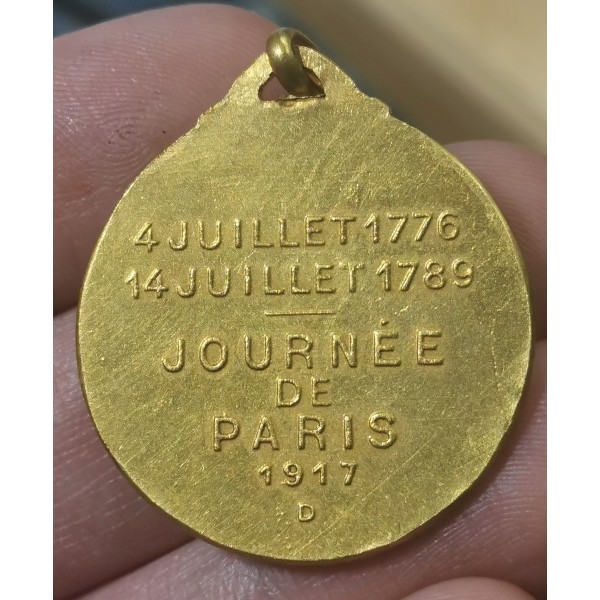 4 JUILLET 1776
14 JUILLET 1789
JOURNÉE
DE
PARIS
1917
D